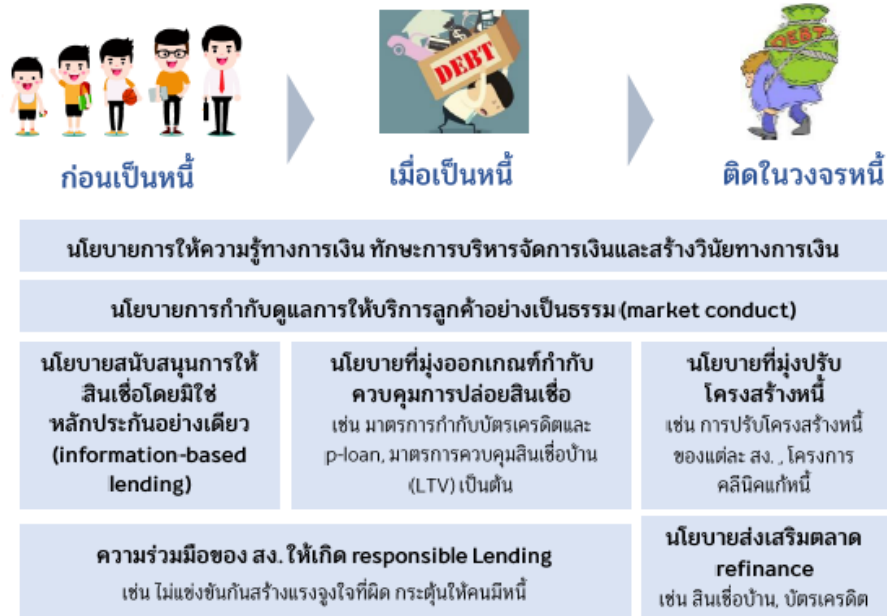 DEBT
DEBT
ก่อนเป็นหนี้
เมื่อเป็นหนี้
ติดในวงจรหนี้
นโยบายการให้ความรู้ทางการเงิน ทักษะการบริหารจัดการเงินและสร้างวินัยทางการเงิน
นโยบายการกำกับดูแลการให้บริการลูกค้าอย่างเป็นธรรม (market conduct)
นโยบายสนับสนุนการให้
สินเชื่อโดยมิใช่
หลักประกันอย่างเดียว
(information-based
lending)
นโยบายที่มุ่งออกเกณฑ์กำกับ
ควบคุมการปล่อยสินเชื่อ
เช่น มาตรการกำกับบัตรเครดิตและ
p-loan, มาตรการควบคุมสินเชื่อบ้าน
(LTV) เป็นต้น
นโยบายที่มุ่งปรับ
โครงสร้างหนี้
เช่น การปรับโครงสร้างหนี้
ของแต่ละ สง. , โครงการ
คลีนิคแก้หนี้
ความร่วมมือของ สง. ให้เกิด responsible Lending
เช่น ไม่แข่งขันกันสร้างแรงจูงใจที่ผิด กระตุ้นให้คนมีหนี้
นโยบายส่งเสริมตลาด
refinance
เช่น สินเชื่อบ้าน, บัตรเครดิต